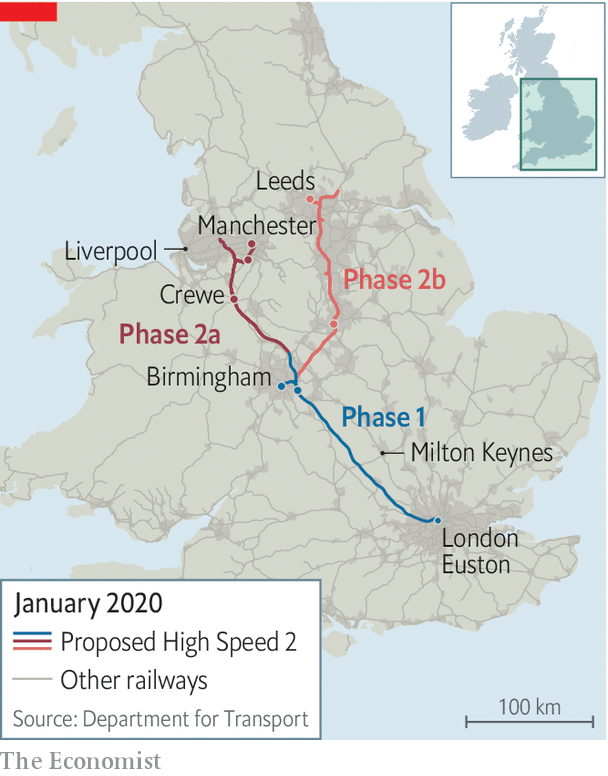 Leeds
Manchester
Liverpool
Phase 2b
Crewe
Phase 2a
Birmingham
Phase 1
Milton Keynes
London
Euston
January 2020
Proposed High Speed 2
Other railways
Source: Department for Transport
100 km
The Economist